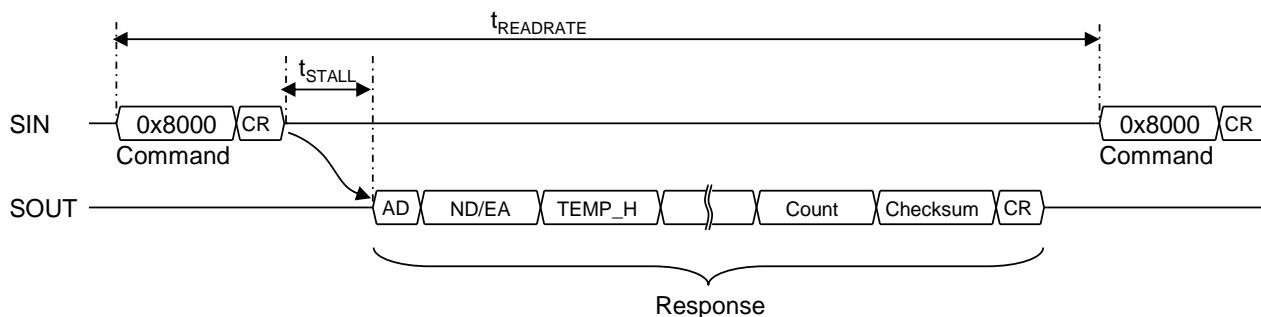 tREADRATE
tSTALL
SIN 0x8000 CR 0x8000 CR
Command Command
SOUT AD ND/EA TEMP_H Count Checksum CR
Response